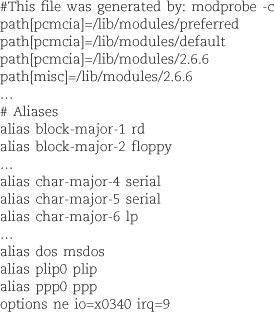 #This file was generated by: modprobe -c
path[pcmcia]=/lib/modules/preferred
path[pcmcia]=/lib/modules/default
path[pcmcia]=/lib/modules/2.6.6
path[misc]=/lib/modules/2.6.6
...
# Aliases
alias block-major-1 rd
alias block-major-2 floppy
...
alias char-major-4 serial
alias char-major-5 serial
alias char-major-6 lp
...
alias dos msdos
alias plip0 plip
alias ppp0 ppp
options ne io=x0340 irq=9